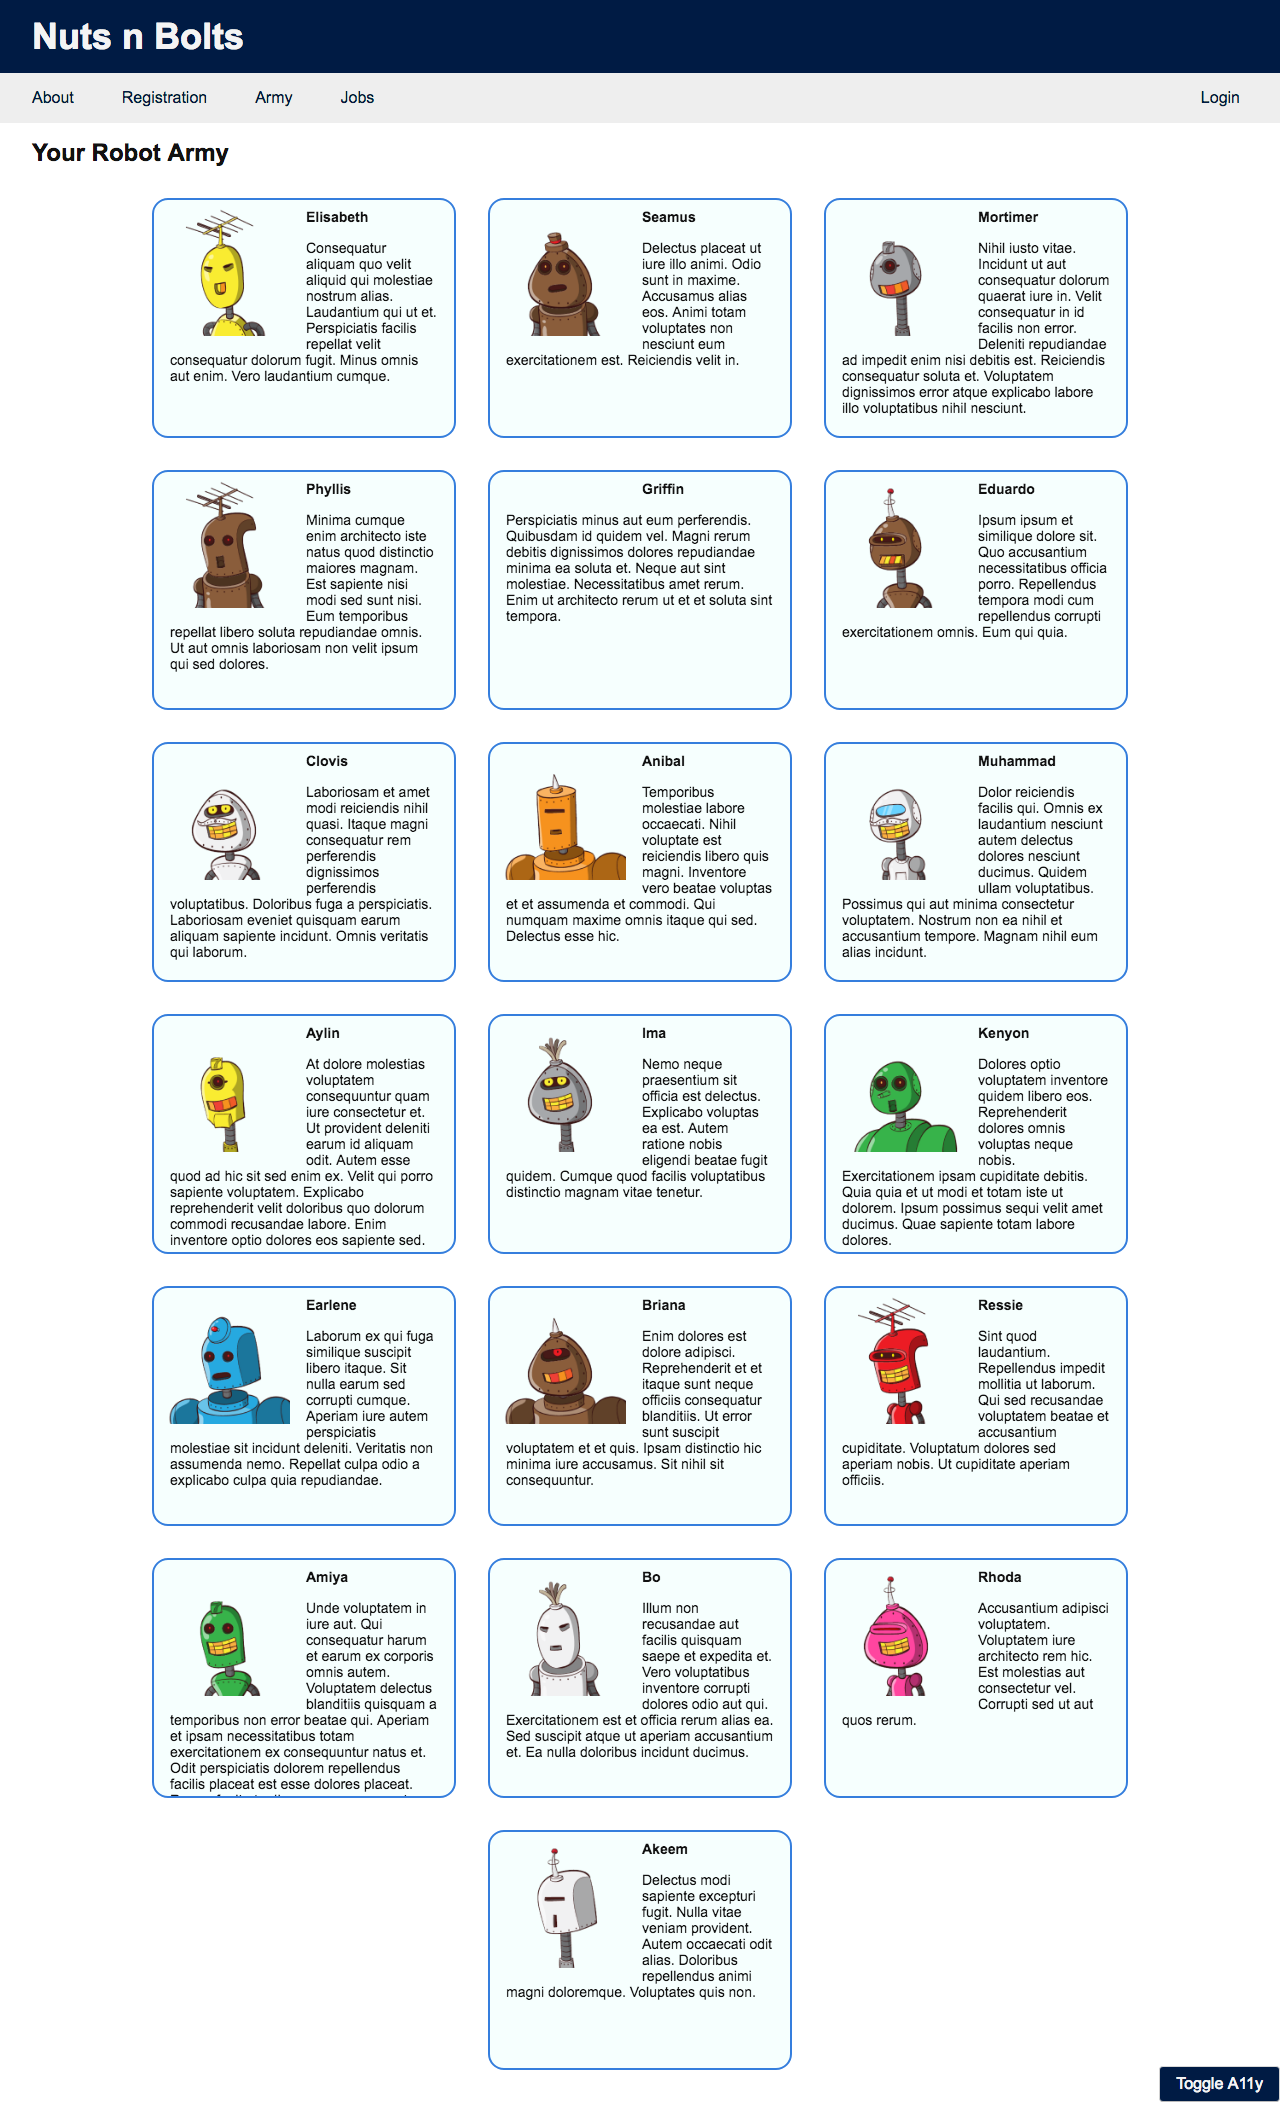 Nuts n Bolts
About Registration Army Jobs Login
Your Robot Army
Elisabeth
Consequatur
aliquam quo velit
aliquid qui molestiae
nostrum alias.
Laudantium qui ut et.
Perspiciatis facilis
repellat velit
consequatur dolorum fugit. Minus omnis
aut enim. Vero laudantium cumque.
Seamus
Delectus placeat ut
iure illo animi. Odio
sunt in maxime.
Accusamus alias
eos. Animi totam
voluptates non
nesciunt eum
exercitationem est. Reiciendis velit in.
Mortimer
Nihil iusto vitae.
Incidunt ut aut
consequatur dolorum
quaerat iure in. Velit
consequatur in id
facilis non error.
Deleniti repudiandae
ad impedit enim nisi debitis est. Reiciendis
consequatur soluta et. Voluptatem
dignissimos error atque explicabo labore
illo voluptatibus nihil nesciunt.
Phyllis
Minima cumque
enim architecto iste
natus quod distinctio
maiores magnam.
Est sapiente nisi
modi sed sunt nisi.
Eum temporibus
repellat libero soluta repudiandae omnis.
Ut aut omnis laboriosam non velit ipsum
qui sed dolores.
Griffin
Perspiciatis minus aut eum perferendis.
Quibusdam id quidem vel. Magni rerum
debitis dignissimos dolores repudiandae
minima ea soluta et. Neque aut sint
molestiae. Necessitatibus amet rerum.
Enim ut architecto rerum ut et et soluta sint
tempora.
Eduardo
Ipsum ipsum et
similique dolore sit.
Quo accusantium
necessitatibus officia
porro. Repellendus
tempora modi cum
repellendus corrupti
exercitationem omnis. Eum qui quia.
Clovis
Laboriosam et amet
modi reiciendis nihil
quasi. Itaque magni
consequatur rem
perferendis
dignissimos
perferendis
voluptatibus. Doloribus fuga a perspiciatis.
Laboriosam eveniet quisquam earum
aliquam sapiente incidunt. Omnis veritatis
qui laborum.
Anibal
Temporibus
molestiae labore
occaecati. Nihil
voluptate est
reiciendis libero quis
magni. Inventore
vero beatae voluptas
et et assumenda et commodi. Qui
numquam maxime omnis itaque qui sed.
Delectus esse hic.
Muhammad
Dolor reiciendis
facilis qui. Omnis ex
laudantium nesciunt
autem delectus
dolores nesciunt
ducimus. Quidem
ullam voluptatibus.
Possimus qui aut minima consectetur
voluptatem. Nostrum non ea nihil et
accusantium tempore. Magnam nihil eum
alias incidunt.
Aylin
At dolore molestias
voluptatem
consequuntur quam
iure consectetur et.
Ut provident deleniti
earum id aliquam
odit. Autem esse
quod ad hic sit sed enim ex. Velit qui porro
sapiente voluptatem. Explicabo
reprehenderit velit doloribus quo dolorum
commodi recusandae labore. Enim
inventore optio dolores eos sapiente sed.
Ima
Nemo neque
praesentium sit
officia est delectus.
Explicabo voluptas
ea est. Autem
ratione nobis
eligendi beatae fugit
quidem. Cumque quod facilis voluptatibus
distinctio magnam vitae tenetur.
Kenyon
Dolores optio
voluptatem inventore
quidem libero eos.
Reprehenderit
dolores omnis
voluptas neque
nobis.
Exercitationem ipsam cupiditate debitis.
Quia quia et ut modi et totam iste ut
dolorem. Ipsum possimus sequi velit amet
ducimus. Quae sapiente totam labore
dolores.
Earlene
Laborum ex qui fuga
similique suscipit
libero itaque. Sit
nulla earum sed
corrupti cumque.
Aperiam iure autem
perspiciatis
molestiae sit incidunt deleniti. Veritatis non
assumenda nemo. Repellat culpa odio a
explicabo culpa quia repudiandae.
Briana
Enim dolores est
dolore adipisci.
Reprehenderit et et
itaque sunt neque
officiis consequatur
blanditiis. Ut error
sunt suscipit
voluptatem et et quis. Ipsam distinctio hic
minima iure accusamus. Sit nihil sit
consequuntur.
Ressie
Sint quod
laudantium.
Repellendus impedit
mollitia ut laborum.
Qui sed recusandae
voluptatem beatae et
accusantium
cupiditate. Voluptatum dolores sed
aperiam nobis. Ut cupiditate aperiam
officiis.
Amiya
Unde voluptatem in
iure aut. Qui
consequatur harum
et earum ex corporis
omnis autem.
Voluptatem delectus
blanditiis quisquam a
temporibus non error beatae qui. Aperiam
et ipsam necessitatibus totam
exercitationem ex consequuntur natus et.
Odit perspiciatis dolorem repellendus
facilis placeat est esse dolores placeat.
Bo
Illum non
recusandae aut
facilis quisquam
saepe et expedita et.
Vero voluptatibus
inventore corrupti
dolores odio aut qui.
Exercitationem est et officia rerum alias ea.
Sed suscipit atque ut aperiam accusantium
et. Ea nulla doloribus incidunt ducimus.
Rhoda
Accusantium adipisci
voluptatem.
Voluptatem iure
architecto rem hic.
Est molestias aut
consectetur vel.
Corrupti sed ut aut
quos rerum.
Akeem
Delectus modi
sapiente excepturi
fugit. Nulla vitae
veniam provident.
Autem occaecati odit
alias. Doloribus
repellendus animi
magni doloremque. Voluptates quis non.
Toggle A11y